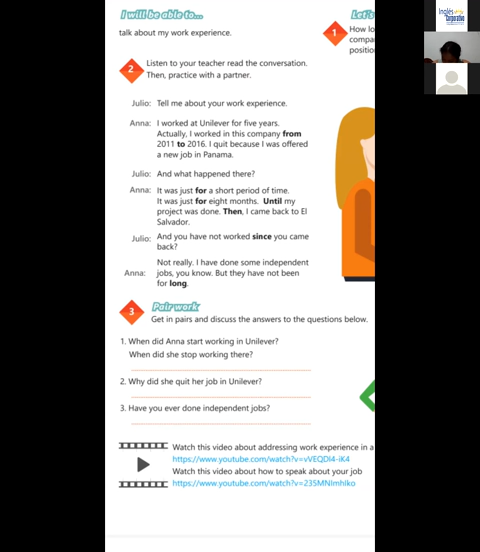 I will be able to...
talk about my work experience.
2
Listen to your teacher read the conversation.
Then, practice with a partner.
Julio: Tell me about your work experience.
Anna: I worked at Unilever for five years.
Actually, I worked in this company from
2011 to 2016. I quit because I was offered
a new job in Panama.
Julio: And what happened there?
Anna: It was just for a short period of time.
It was just for eight months. Until my
project was done. Then, I came back to El
Salvador.
Julio: And you have not worked since you came
back?
Anna: Not really. I have done some independent
jobs, you know. But they have not been
for long.
3
Pair work
Get in pairs and discuss the answers to the questions below.
1. When did Anna start working in Unilever?
When did she stop working there?
2. Why did she quit her job in Unilever?
3. Have you ever done independent jobs?
Watch this video about addressing work experience in a
https://www.youtube.com/watch?v=vVEQDI4-iK4
Watch this video about how to speak about your job
https://www.youtube.com/watch?v=235MNImhIko
Let's
1
How lo
compa
positio
Inglés
Corporativo